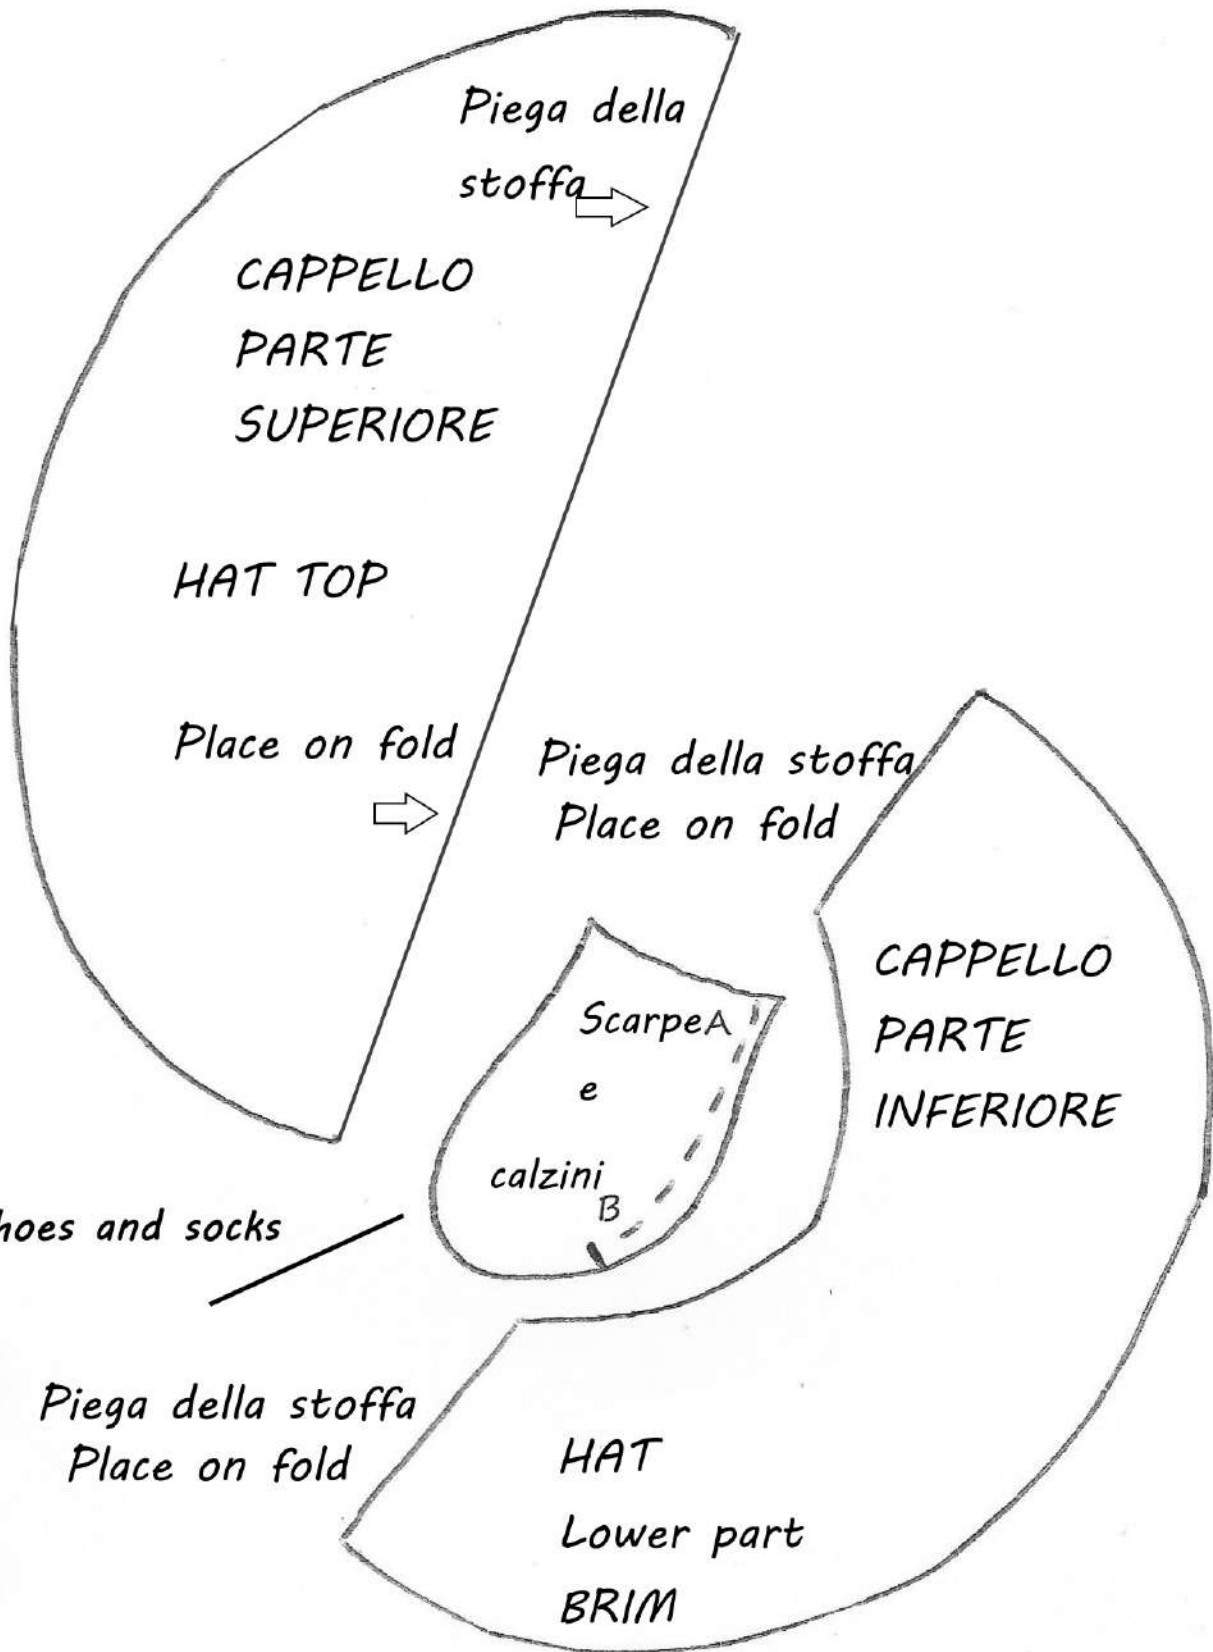 Piega della
stoffa
CAPPELLO
PARTE
SUPERIORE
HAT TOP
Place on fold
Piega della stoffa
Place on fold
CAPPELLO
PARTE
INFERIORE
Scarpe A
e
calzini
B
hoes and socks
Piega della stoffa
Place on fold
HAT
Lower part
BRIM